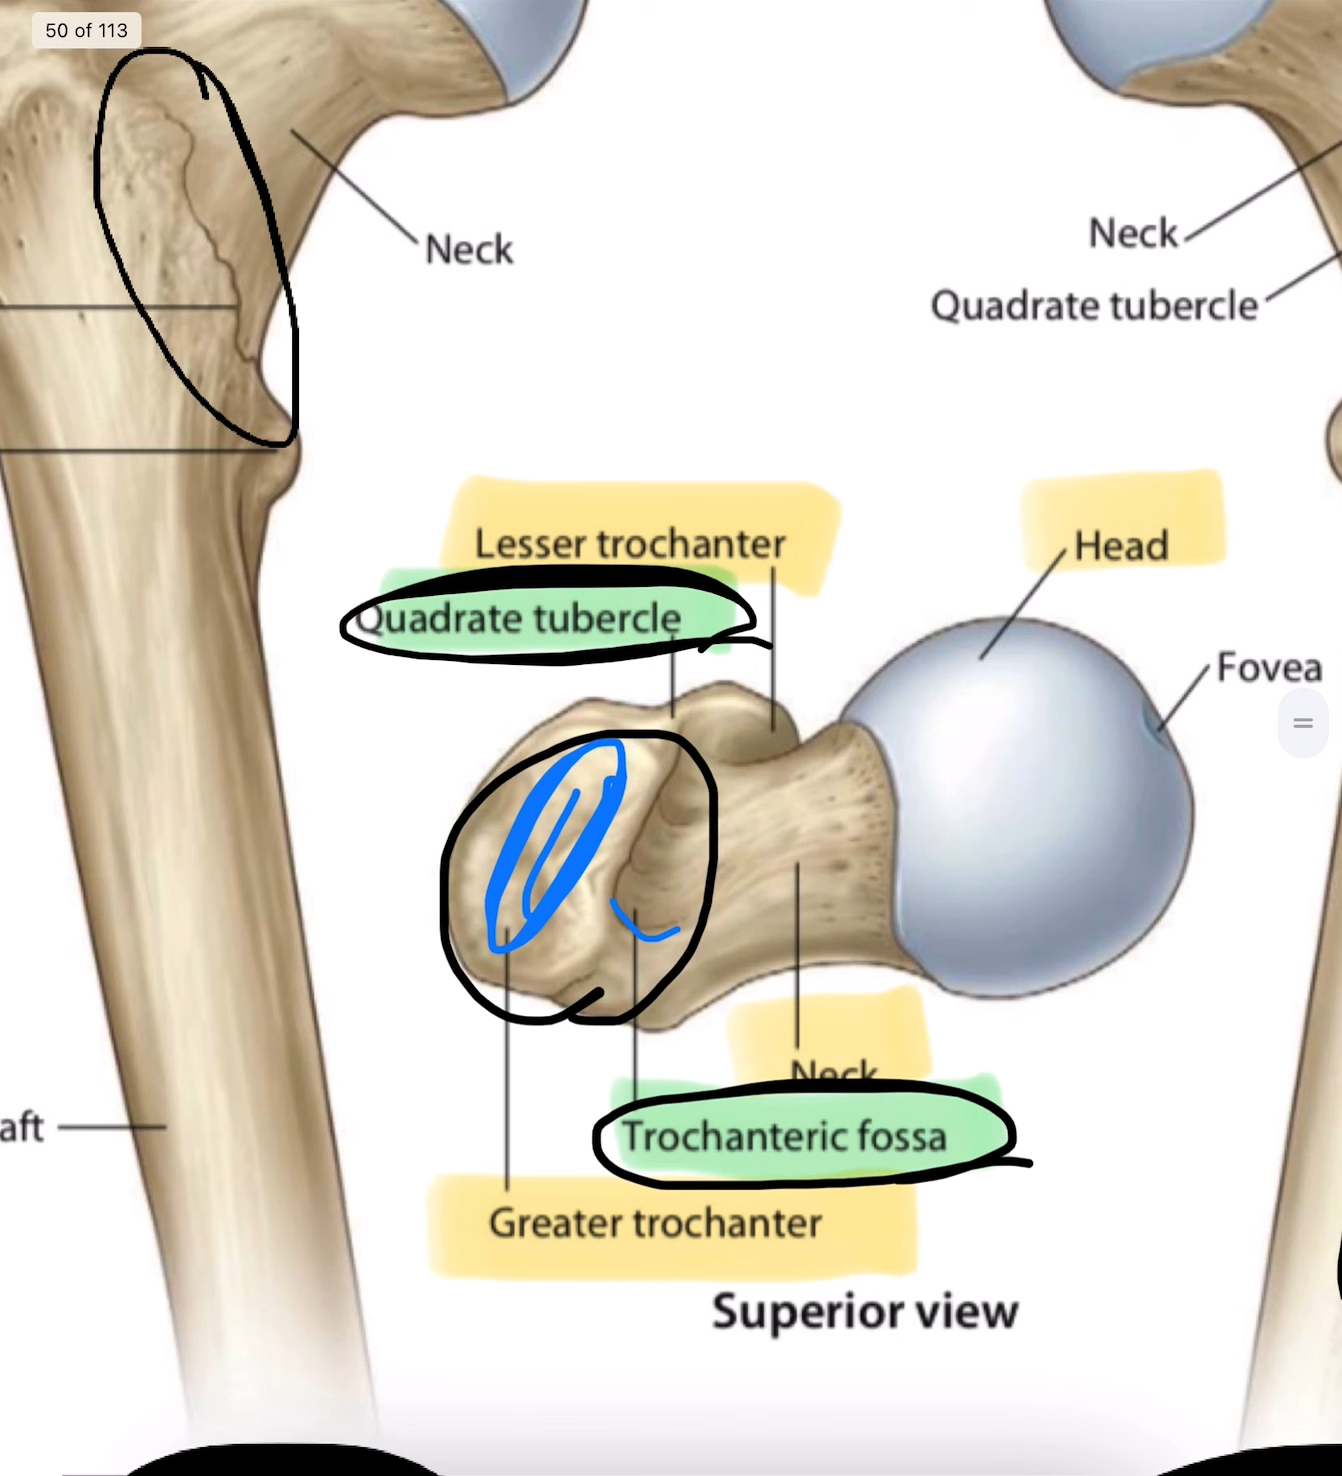 50 of 113
Neck
Neck
Quadrate tubercle
Lesser trochanter
Head
Quadrate tubercle
Fovea
Neck
aft
Trochanteric fossa
Greater trochanter
Superior view